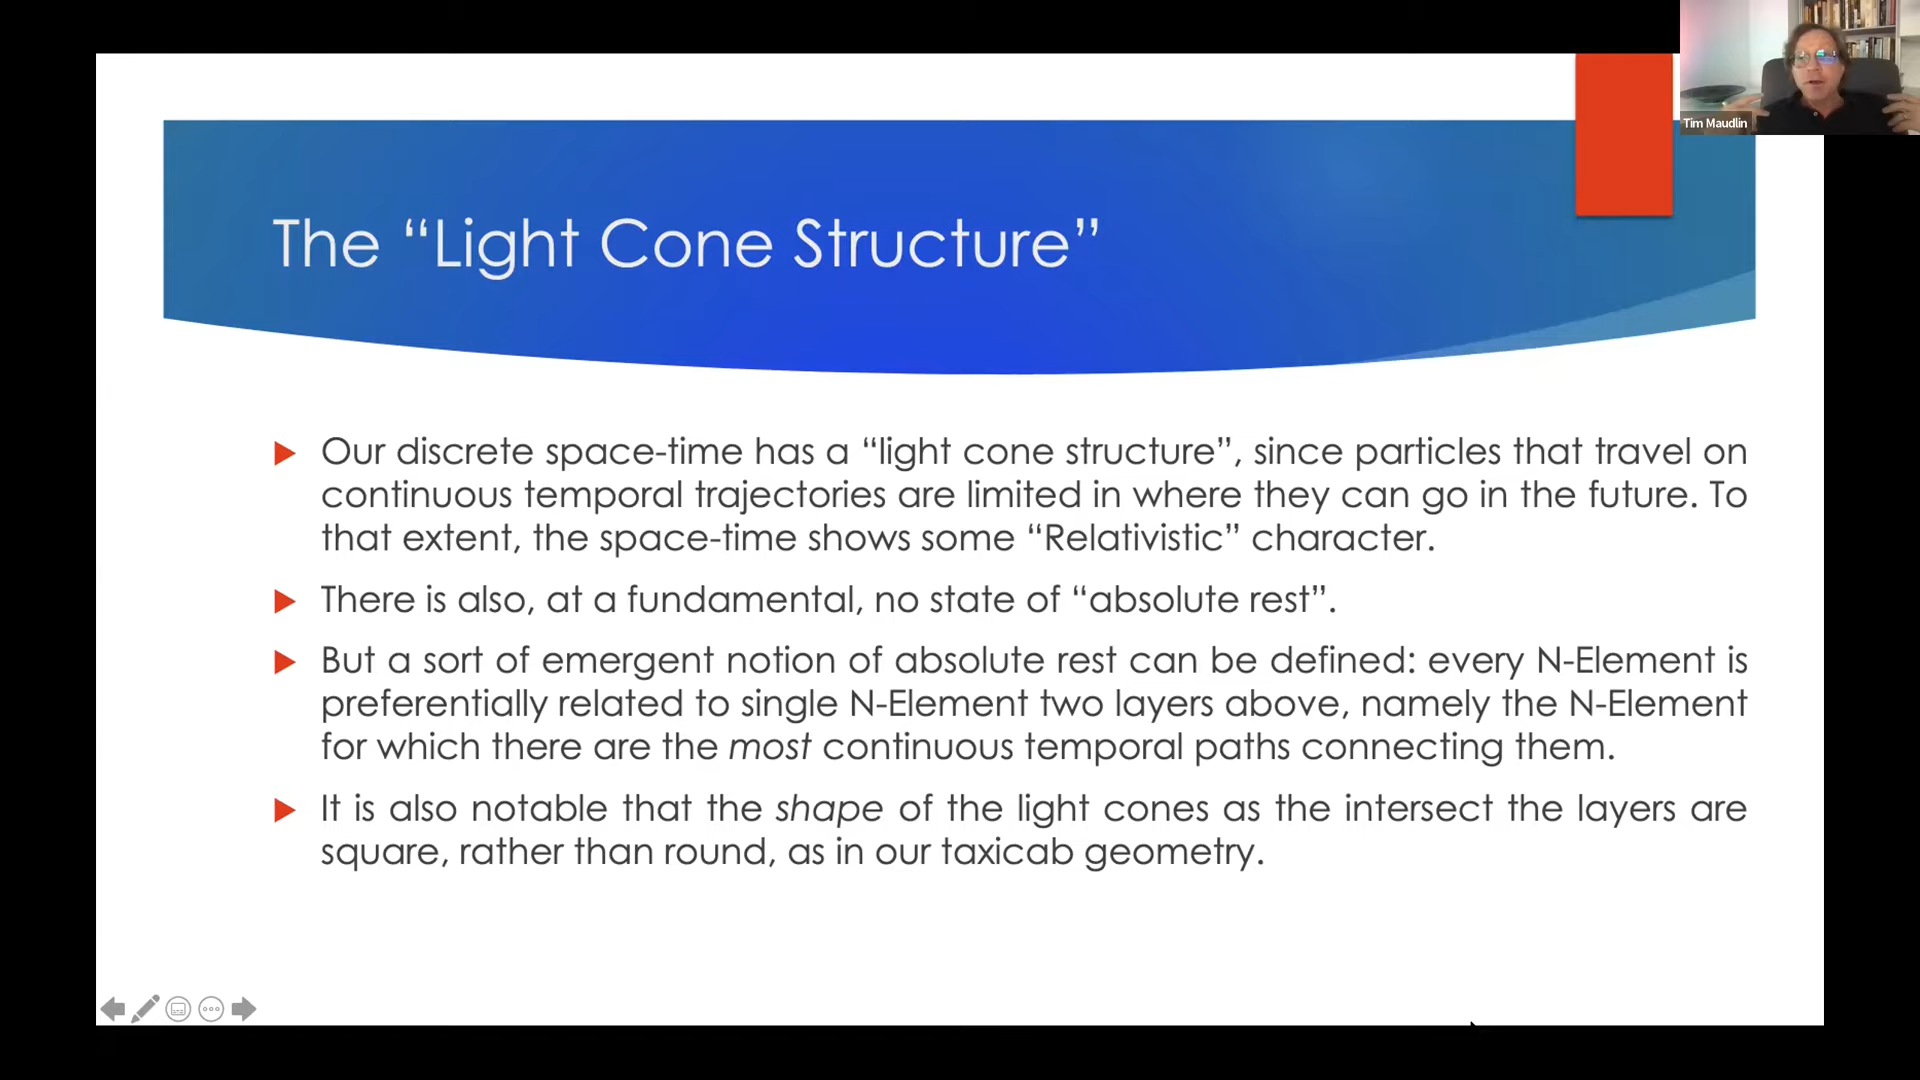 Tim Maudlin
The “Light Cone Structure”
Our discrete space-time has a “light cone structure”, since particles that travel on
continuous temporal trajectories are limited in where they can go in the future. To
that extent, the space-time shows some “Relativistic” character.
There is also, at a fundamental, no state of “absolute rest”.
But a sort of emergent notion of absolute rest can be defined: every N-Element is
preferentially related to single N-Element two layers above, namely the N-Element
for which there are the most continuous temporal paths connecting them.
It is also notable that the shape of the light cones as the intersect the layers are
square, rather than round, as in our taxicab geometry.